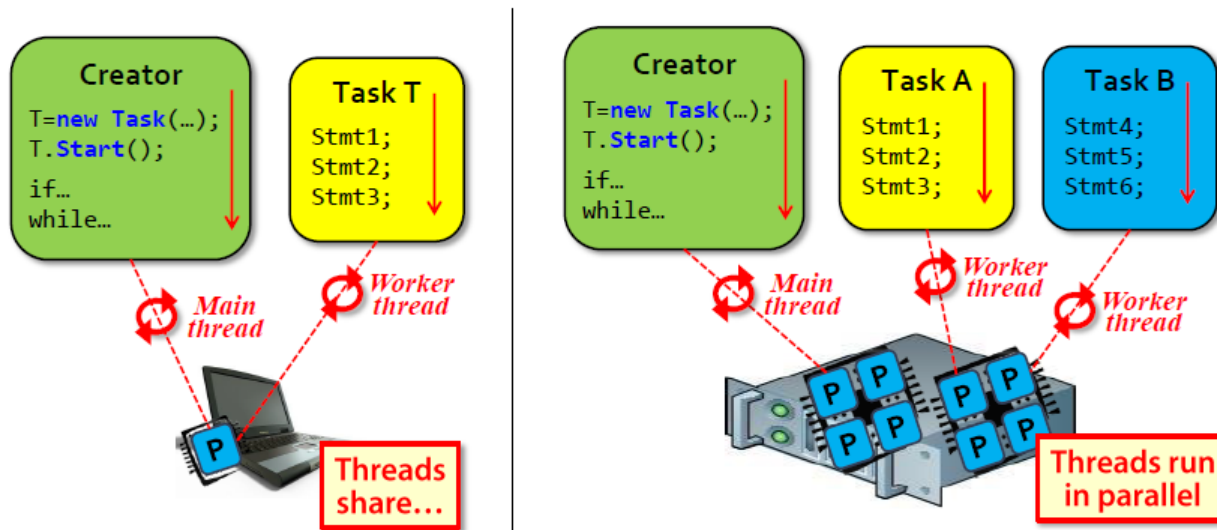 Creator
T=new Task(…);
T.Start();
if…
while…
Task T
Stmt1;
Stmt2;
Stmt3;
Main
thread
Worker
thread
P
Threads
share…
Creator
T=new Task(…);
T.Start();
if…
while…
Task A
Stmt1;
Stmt2;
Stmt3;
Task B
Stmt4;
Stmt5;
Stmt6;
Main
thread
Worker
thread
Worker
thread
P P
P P
P P
P P
Threads run
in parallel